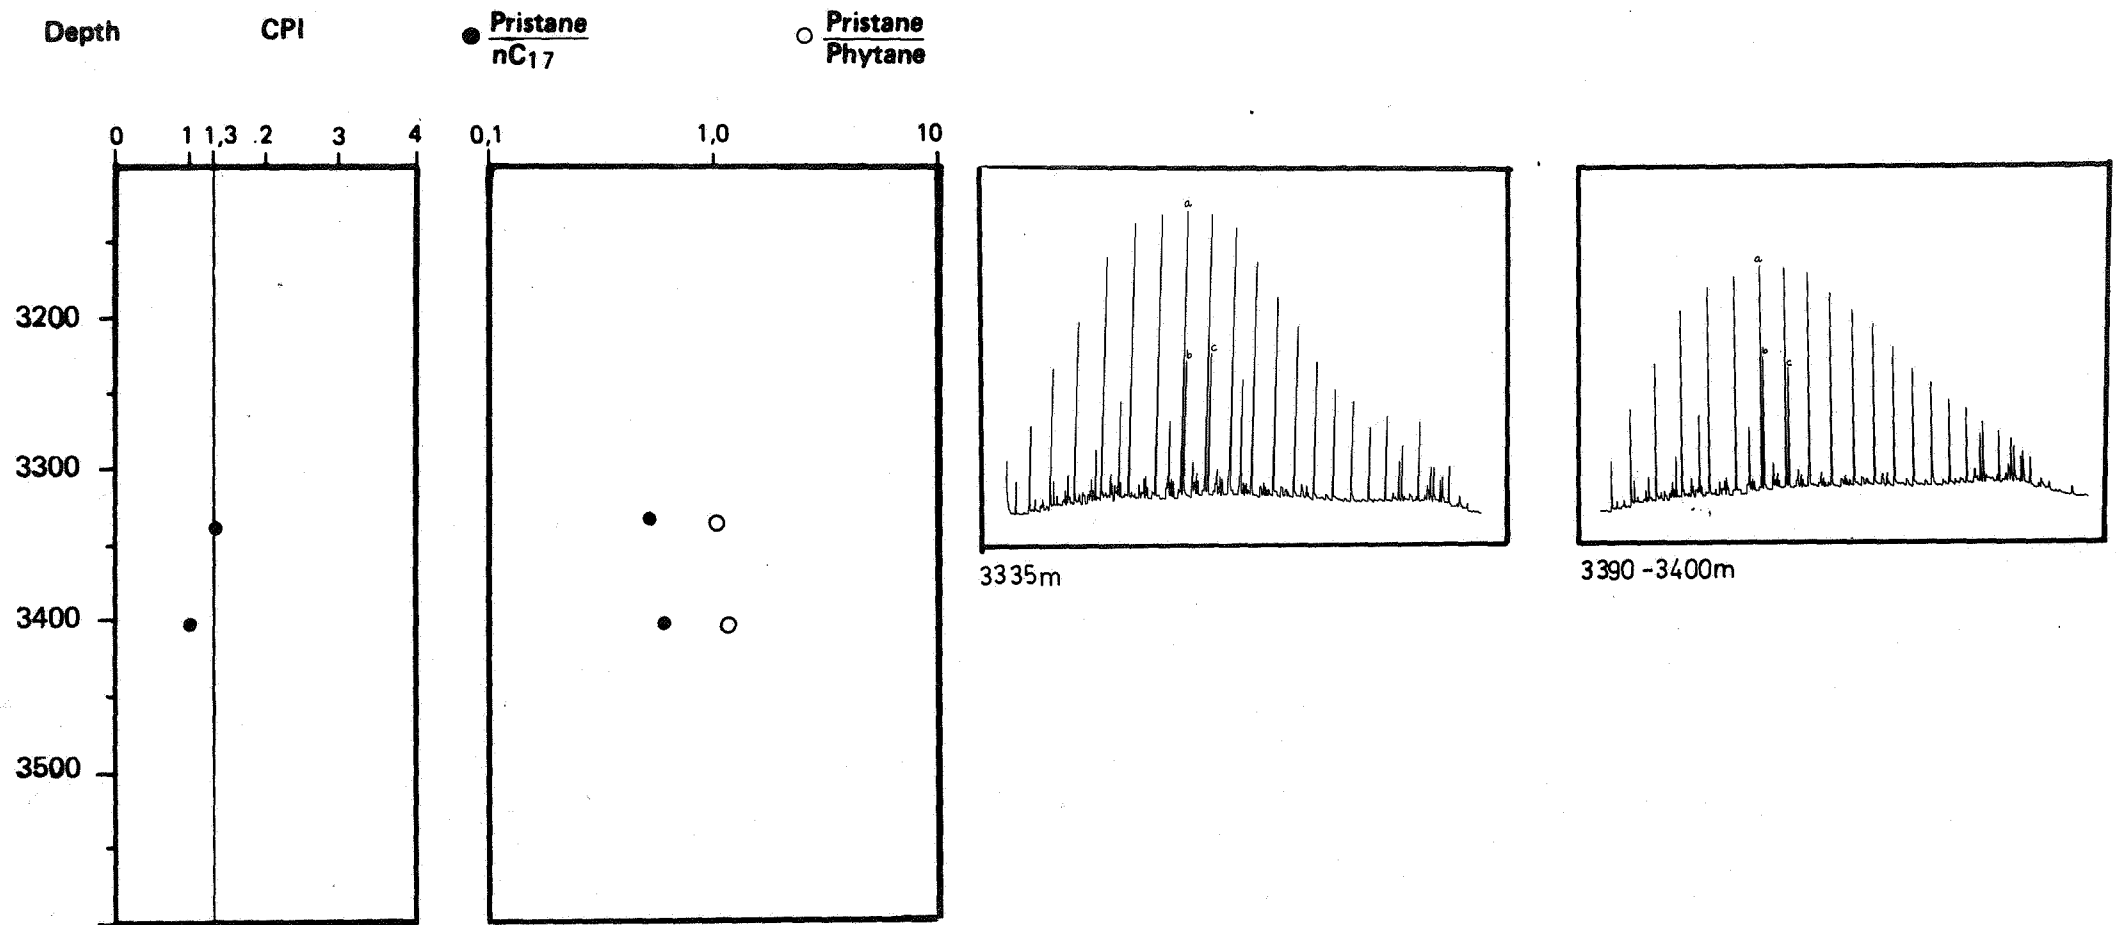 Depth CPI ● Pristane ○ Pristane
nC17 Phytane
0 1 1,3 2 3 4 0,1 1,0 10
a
a
b c
b
c
3200
3300
3400
3500
3335m
3390-3400m